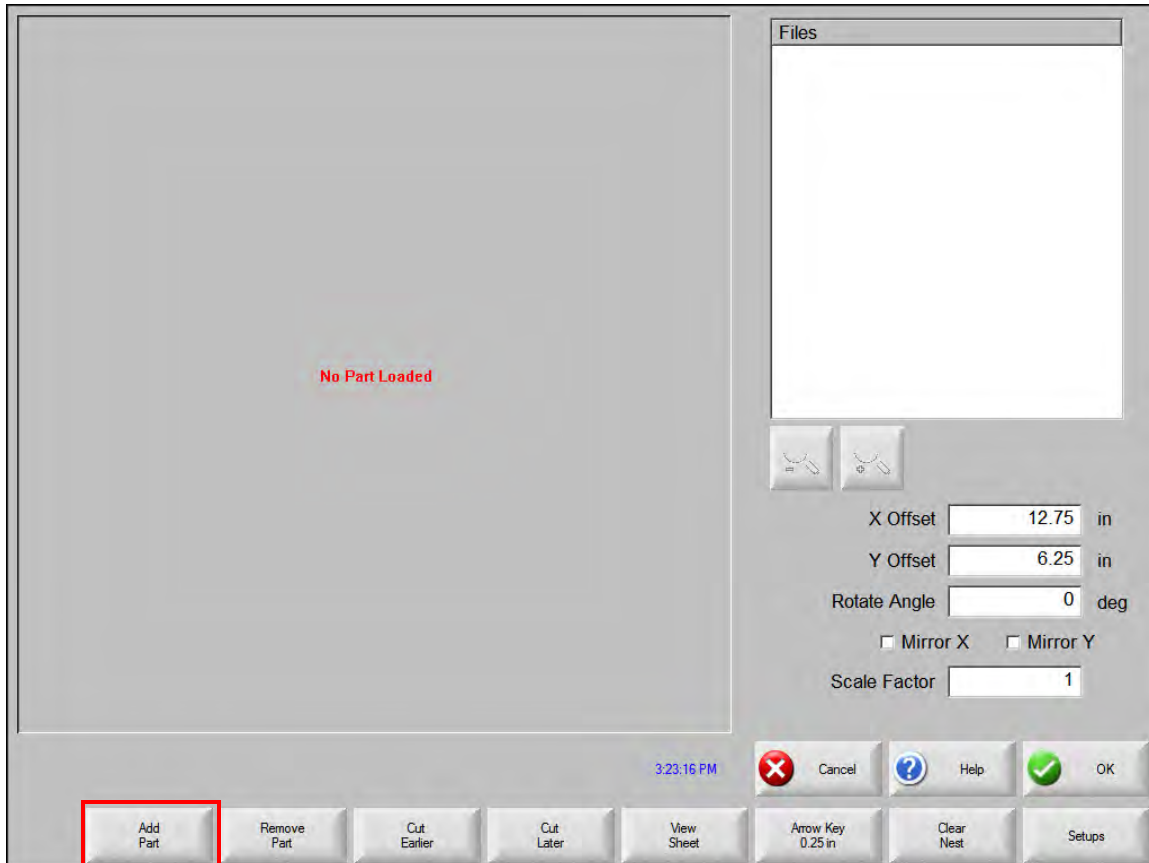 Files
No Part Loaded
X Offset 12.75 in
Y Offset 6.25 in
Rotate Angle 0 deg
Mirror X Mirror Y
Scale Factor 1
3:23:16 PM
Cancel
Help
OK
Add
Part
Remove
Part
Cut
Earlier
Cut
Later
View
Sheet
Arrow Key
0.25 in
Clear
Nest
Setups